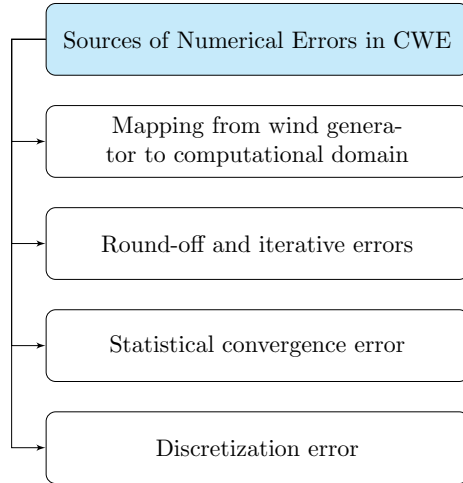 Sources of Numerical Errors in CWE
Mapping from wind genera-
tor to computational domain
Round-off and iterative errors
Statistical convergence error
Discretization error